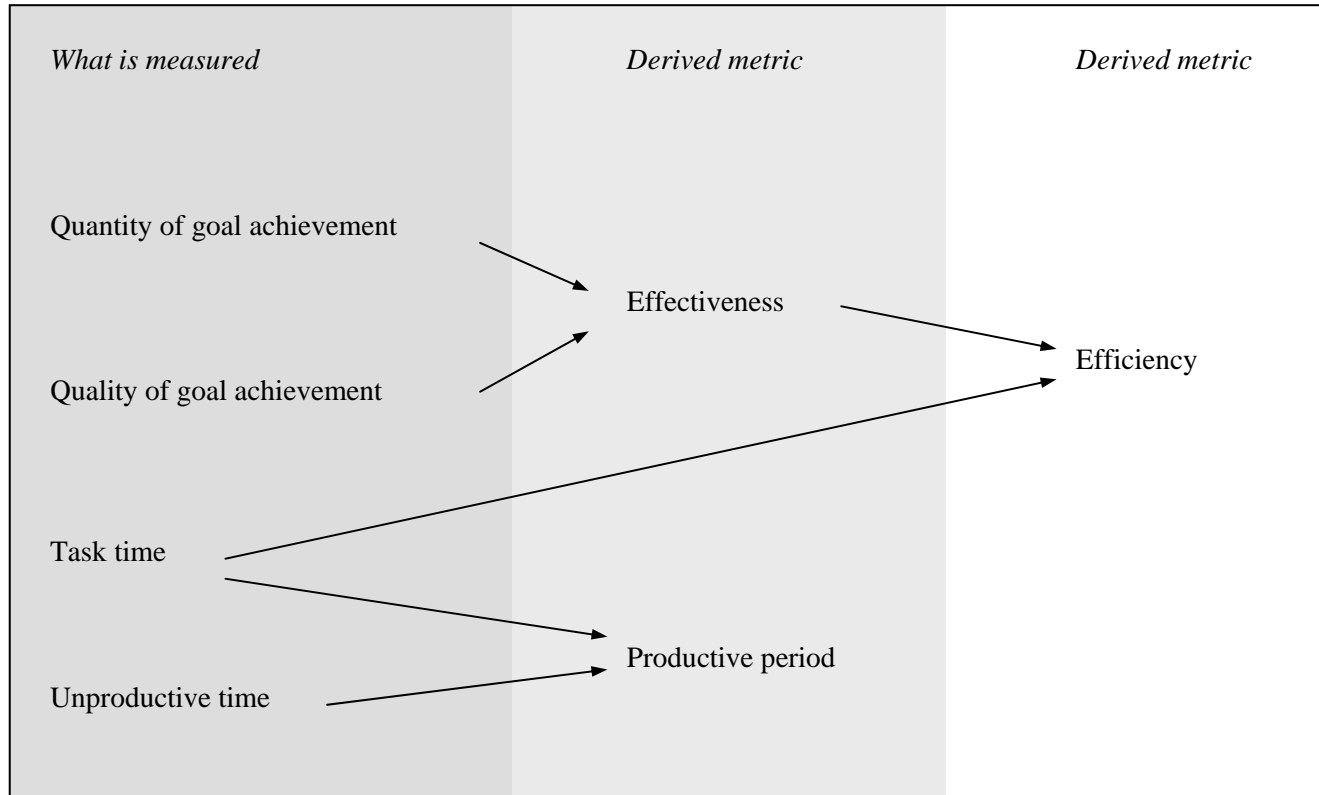 What is measured
Derived metric
Derived metric
Quantity of goal achievement
Effectiveness
Efficiency
Quality of goal achievement
Task time
Productive period
Unproductive time